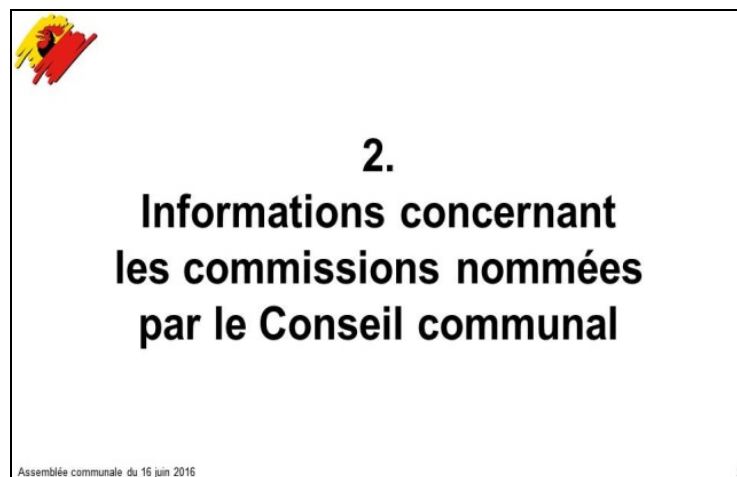 2.
Informations concernant
les commissions nommées
par le Conseil communal
Assemblée communale du 16 juin 2016